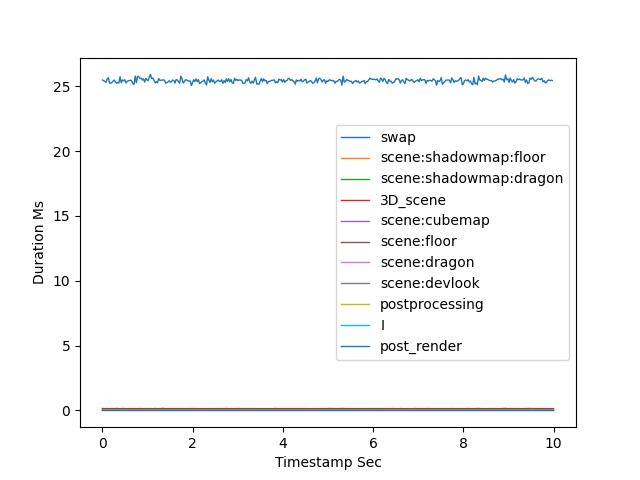 25
20
15
10
5
0
Duration Ms
swap
scene:shadowmap:floor
scene:shadowmap:dragon
3D_scene
scene:cubemap
scene:floor
scene:dragon
scene:devlook
postprocessing
I
post_render
0 2 4 6 8 10
Timestamp Sec